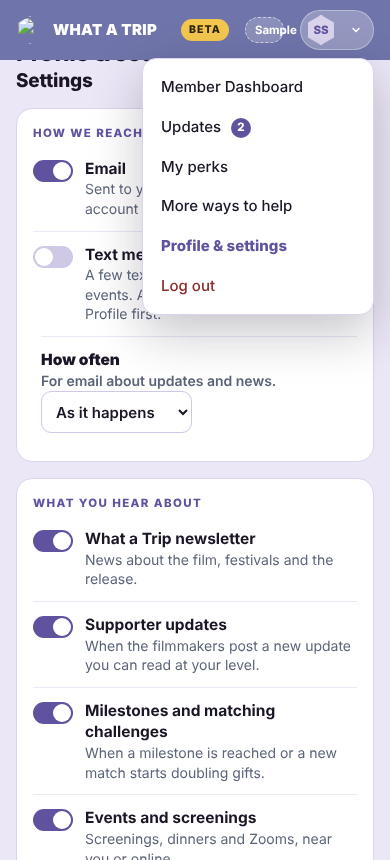 WHAT A TRIP
BETA
Sample
SS
Settings
Member Dashboard
Updates 2
My perks
More ways to help
Profile & settings
Log out
HOW WE REACH
Email
Sent to y
account
Text me
A few tex
events. A
Profile first.
How often
For email about updates and news.
As it happens
WHAT YOU HEAR ABOUT
What a Trip newsletter
News about the film, festivals and the
release.
Supporter updates
When the filmmakers post a new update
you can read at your level.
Milestones and matching
challenges
When a milestone is reached or a new
match starts doubling gifts.
Events and screenings
Screenings, dinners and Zooms, near
you or online